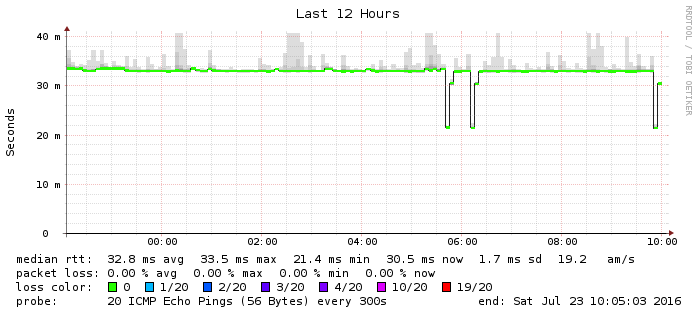 Last 12 Hours
RRDTOOL / TOBI OETIKER
Seconds
40 m
30 m
20 m
10 m
0
00:00 02:00 04:00 06:00 08:00 10:00
median rtt: 32.8 ms avg 33.5 ms max 21.4 ms min 30.5 ms now 1.7 ms sd 19.2 am/s
packet loss: 0.00 % avg 0.00 % max 0.00 % min 0.00 % now
loss color: 0 1/20 2/20 3/20 4/20 10/20 19/20
probe: 20 ICMP Echo Pings (56 Bytes) every 300s end: Sat Jul 23 10:05:03 2016